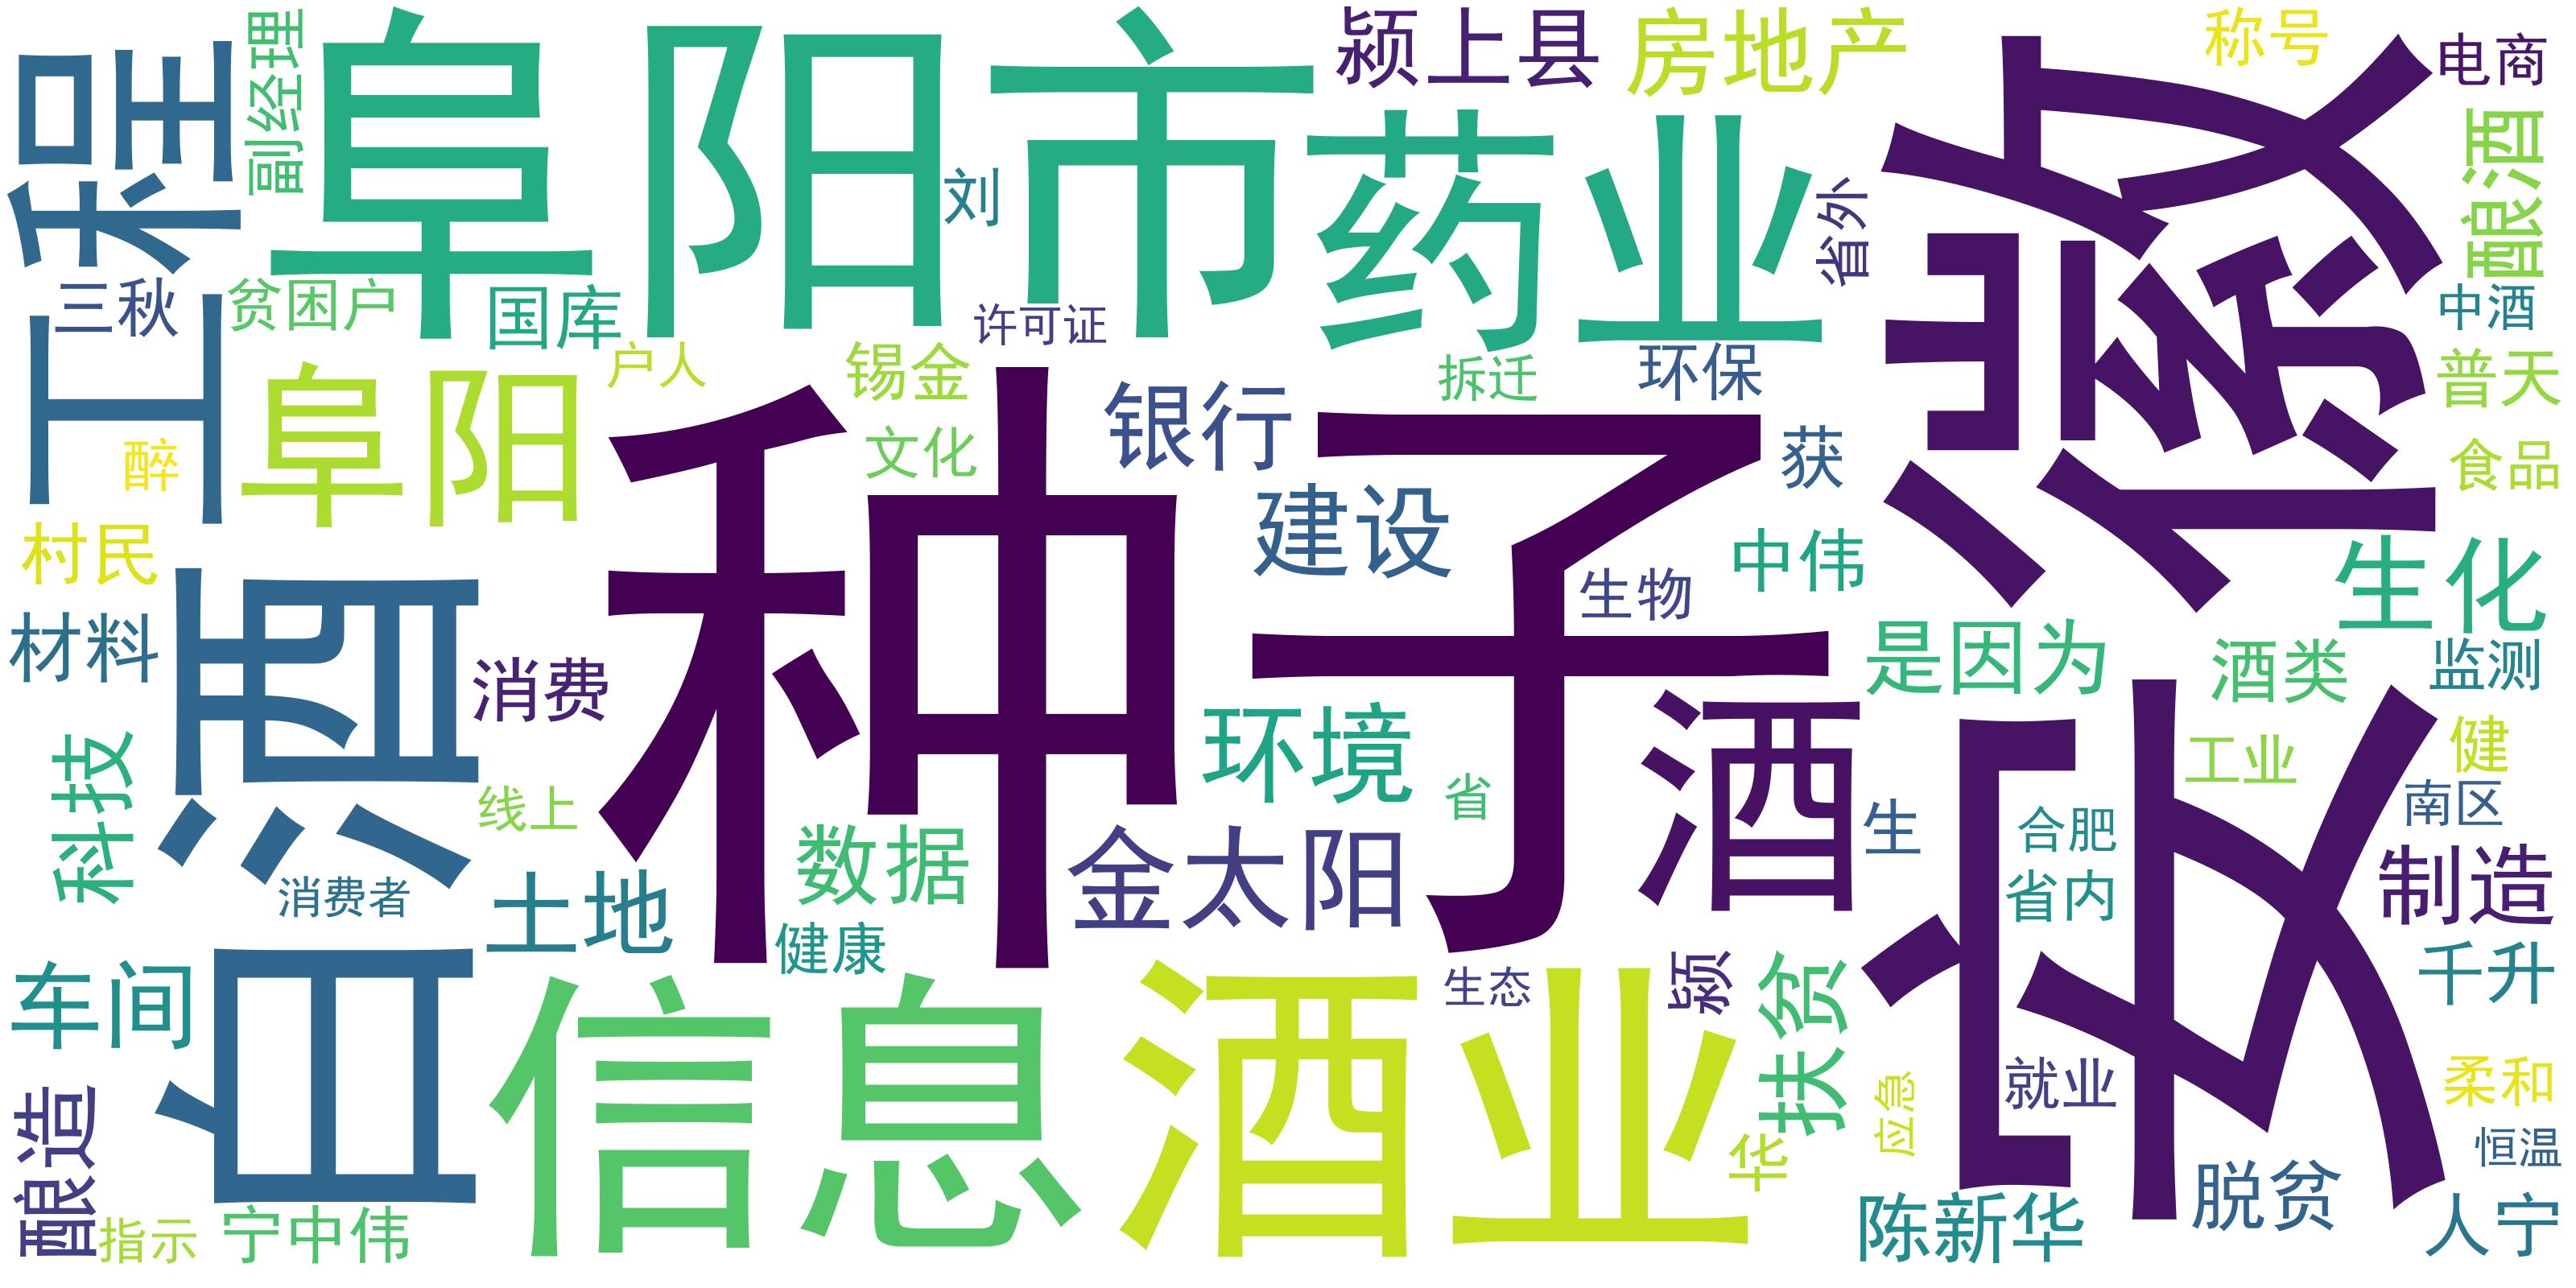 工程
副经理
阜阳市
颍上县
房地产
称号
电商
药业
安徽
酿酒
刘
省外
三秋
贫困户
国库
许可证
中酒
阜阳
户人
锡金
拆迁
环保
普天
醉
文化
银行
种子
获
食品
村民
建设
中伟
生化
白酒
材料
消费
生物
是因为
酒类
监测
科技
线上
环境
酒
省
工业
健
消费者
土地
数据
金太阳
生
合肥
南区
健康
省内
制造
车间
信息
酒业
生态
颍
扶贫
千升
酿造
应急
就业
柔和
华
恒温
指示
宁中伟
陈新华
脱贫
人宁